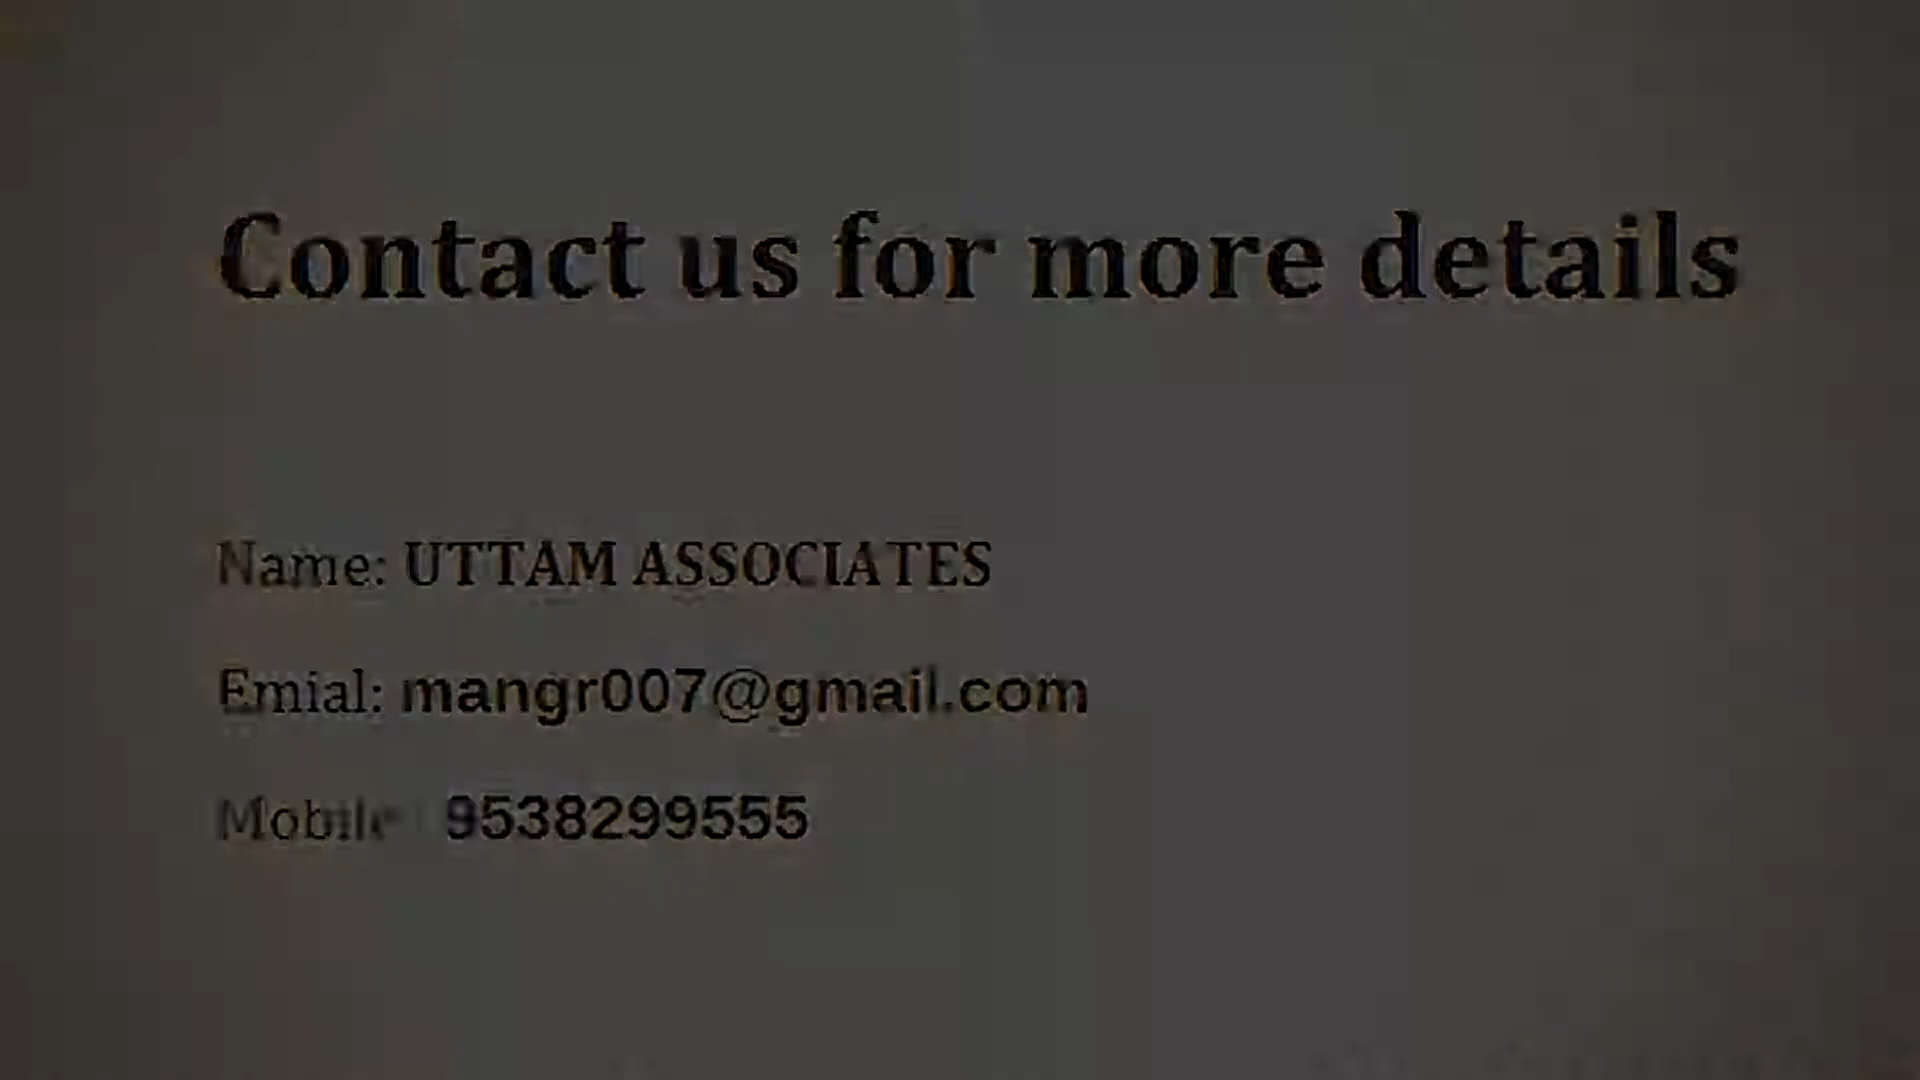 Contact us for more details
Name: UTTAM ASSOCIATES
Emial: mangr007@gmail.com
Mobile 9538299555